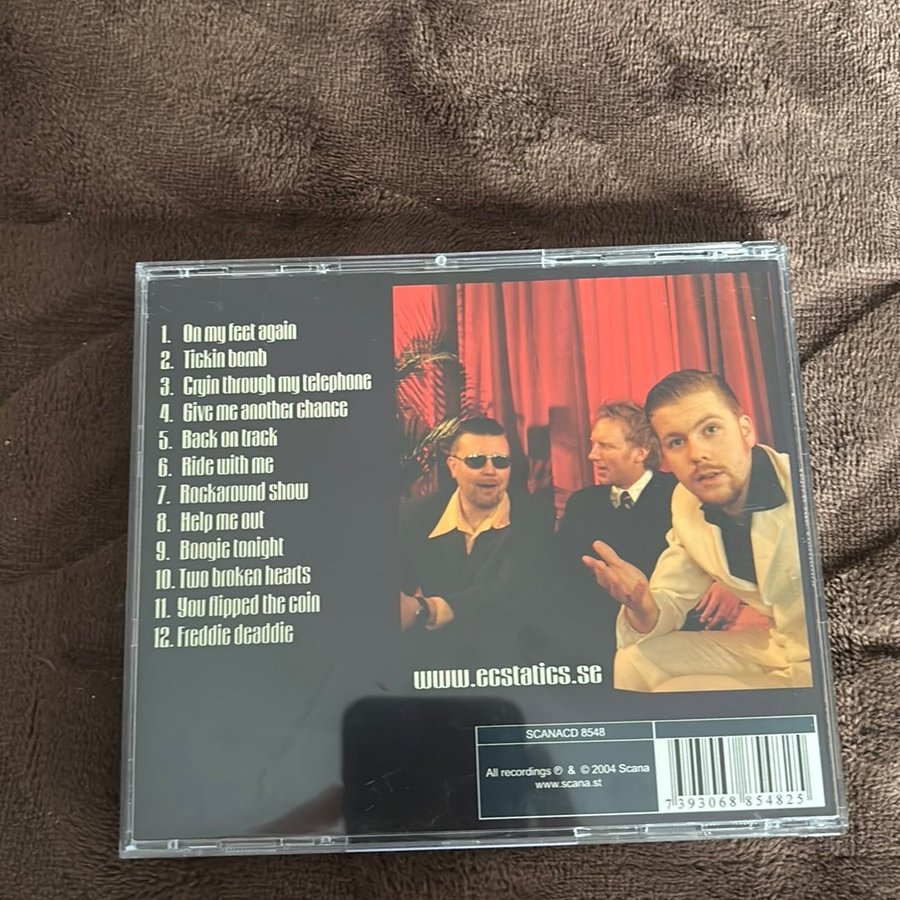 1. On my feet again
2. Tickin bomb
3. Cryin through my telephone
4. Give me another chance
5. Back on track
6. Ride with me
7. Rockaround show
8. Help me out
9. Boogie tonight
10. Two broken hearts
11. You flipped the coin
12. Freddie deaddie
www.ecstatics.se
SCANACD 8548
All recordings ℗ & © 2004 Scana
www.scana.st
7 393068 854825